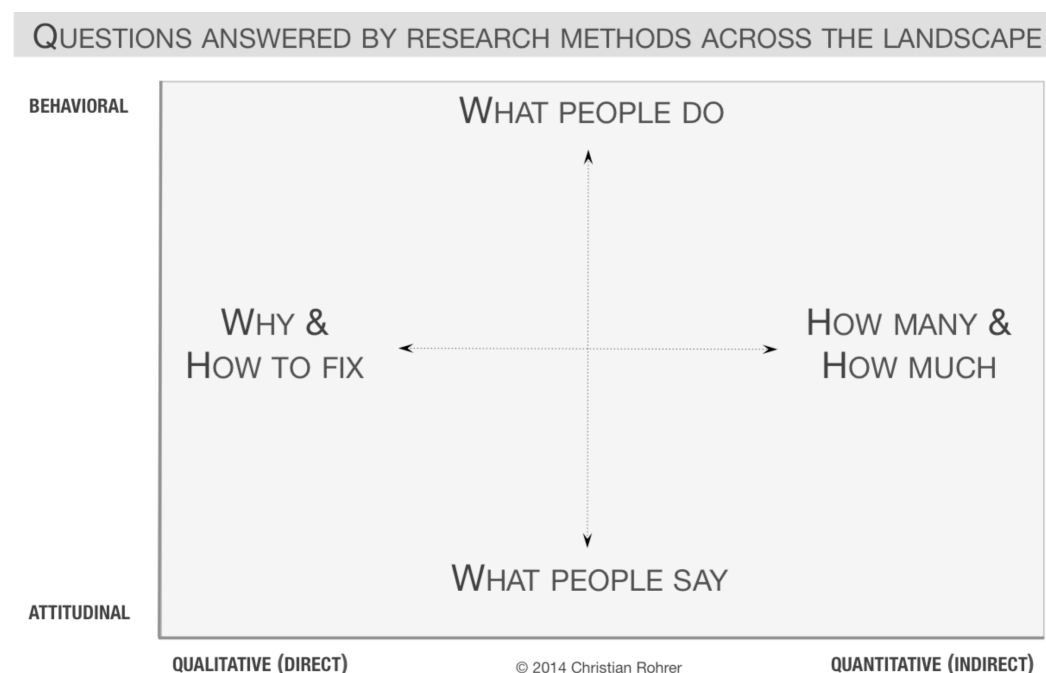 QUESTIONS ANSWERED BY RESEARCH METHODS ACROSS THE LANDSCAPE
BEHAVIORAL
WHAT PEOPLE DO
WHY &
HOW TO FIX
HOW MANY &
HOW MUCH
WHAT PEOPLE SAY
ATTITUDINAL
QUALITATIVE (DIRECT)
© 2014 Christian Rohrer
QUANTITATIVE (INDIRECT)